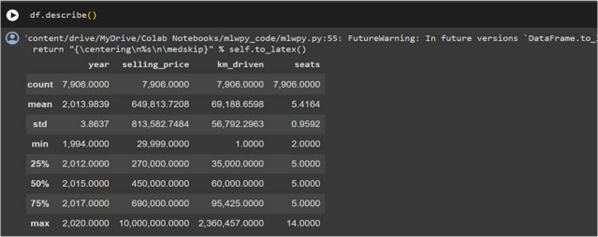 df.describe()
'content/drive/MyDrive/Colab Notebooks/mlwpy_code/mlwpy.py:55: FutureWarning: In future versions `DataFrame.to_
return "{\centering\n%s\n\medskip}" % self.to_latex()
year selling_price km_driven seats
count 7,906.0000 7,906.0000 7,906.0000 7,906.0000
mean 2,013.9839 649,813.7208 69,188.6598 5.4164
std 3.8637 813,582.7484 56,792.2963 0.9592
min 1,994.0000 29,999.0000 1.0000 2.0000
25% 2,012.0000 270,000.0000 35,000.0000 5.0000
50% 2,015.0000 450,000.0000 60,000.0000 5.0000
75% 2,017.0000 690,000.0000 95,425.0000 5.0000
max 2,020.0000 10,000,000.0000 2,360,457.0000 14.0000